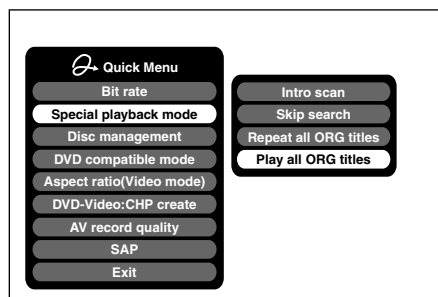 Quick Menu
Bit rate
Special playback mode
Disc management
DVD compatible mode
Aspect ratio(Video mode)
DVD-Video:CHP create
AV record quality
SAP
Exit
Intro scan
Skip search
Repeat all ORG titles
Play all ORG titles